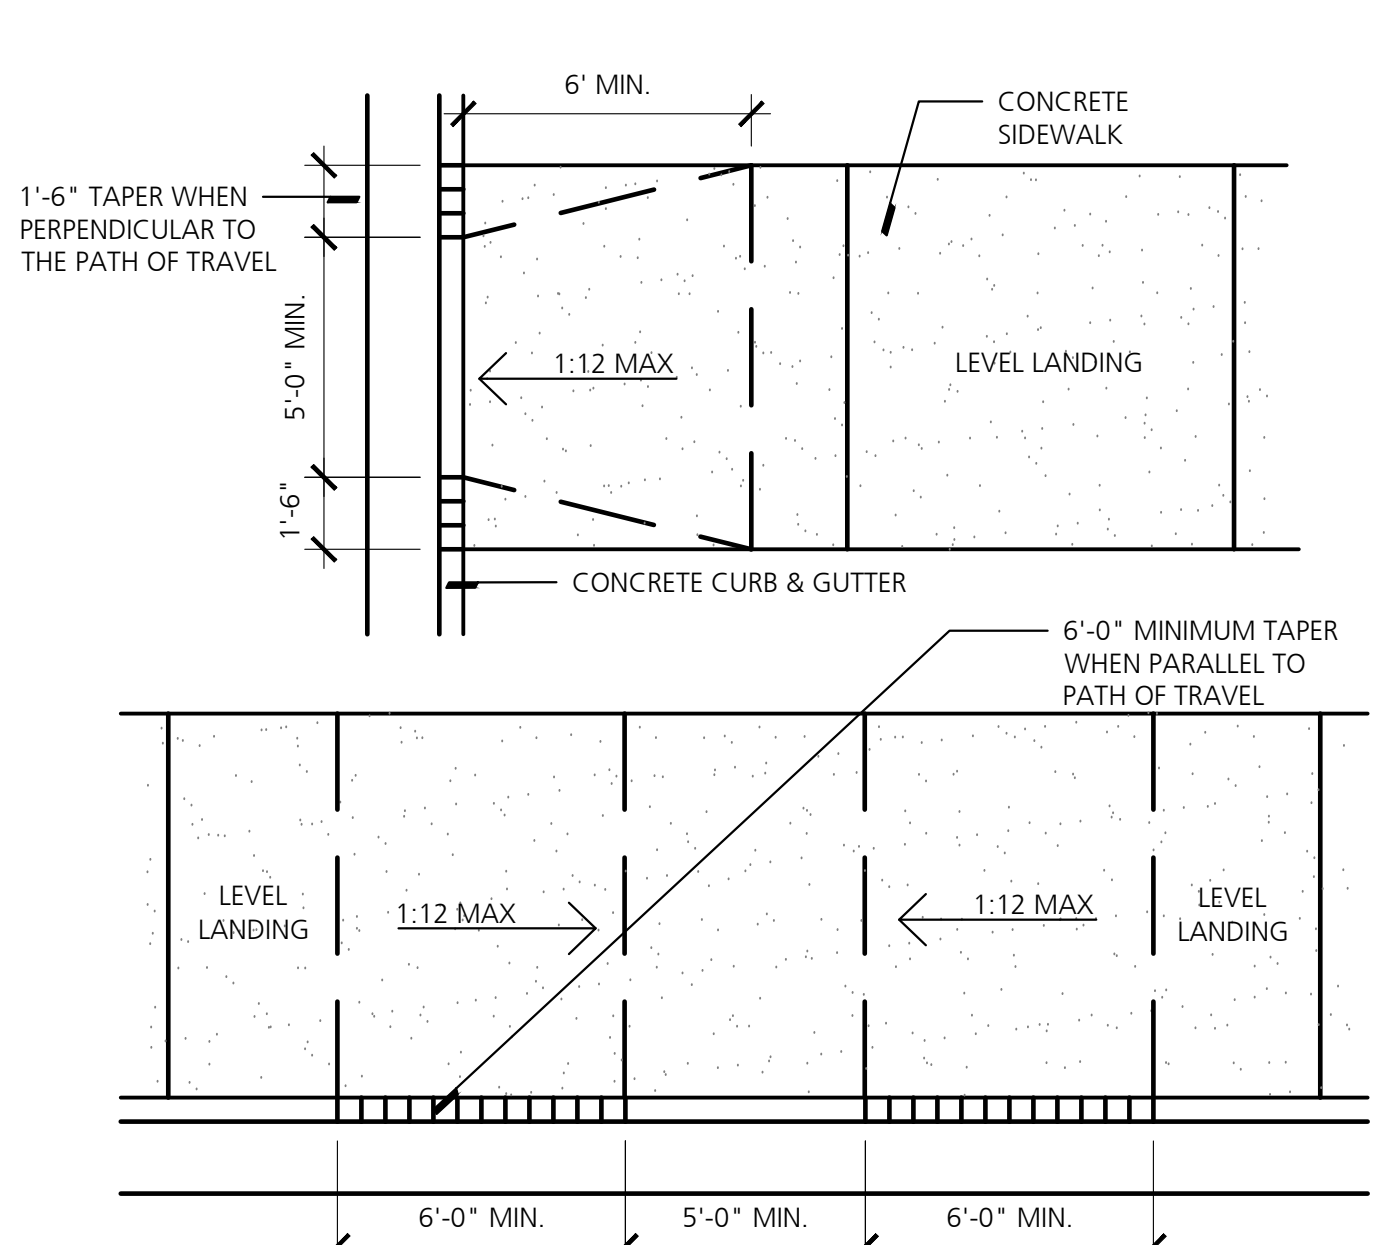 6' MIN.
CONCRETE
SIDEWALK
1'-6" TAPER WHEN
PERPENDICULAR TO
THE PATH OF TRAVEL
5'-0" MIN.
1:12 MAX
LEVEL LANDING
1'-6"
CONCRETE CURB & GUTTER
6'-0" MINIMUM TAPER
WHEN PARALLEL TO
PATH OF TRAVEL
LEVEL
LANDING
1:12 MAX
1:12 MAX
LEVEL
LANDING
6'-0" MIN.
5'-0" MIN.
6'-0" MIN.